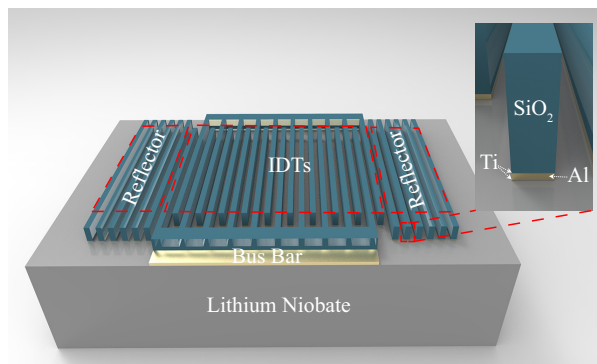 SiO₂
Ti
Al
Reflector
IDTs
Reflector
Bus Bar
Lithium Niobate